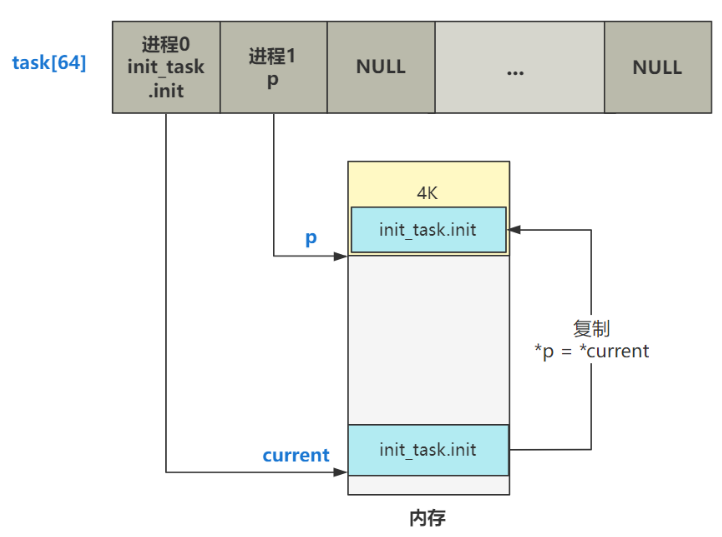 task[64]
进程0
init_task
.init
进程1
p
NULL
...
NULL
4K
init_task.init
p
复制
*p = *current
current
init_task.init
内存